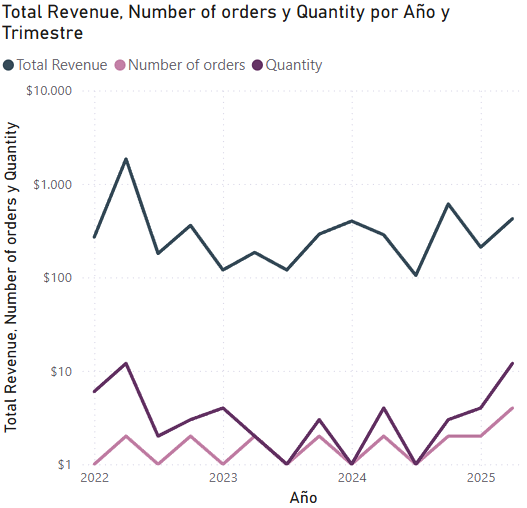 Total Revenue, Number of orders y Quantity por Año y
Trimestre
Total Revenue Number of orders Quantity
Total Revenue, Number of orders y Quantity
$10.000
$1.000
$100
$10
$1
2022 2023 2024 2025
Año